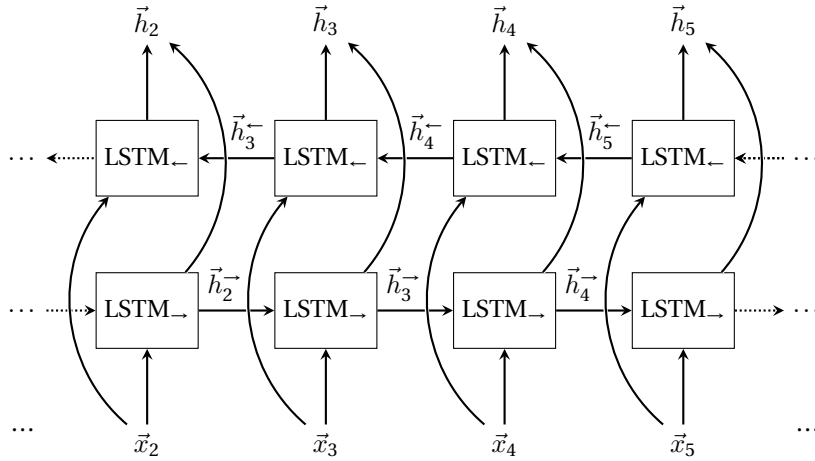 h⃗₂ h⃗₃ h⃗₄ h⃗₅
h⃗₃← h⃗₄← h⃗₅←
… LSTM← LSTM← LSTM← LSTM← …
h⃗₂→ h⃗₃→ h⃗₄→
… LSTM→ LSTM→ LSTM→ LSTM→ …
… x⃗₂ x⃗₃ x⃗₄ x⃗₅ …